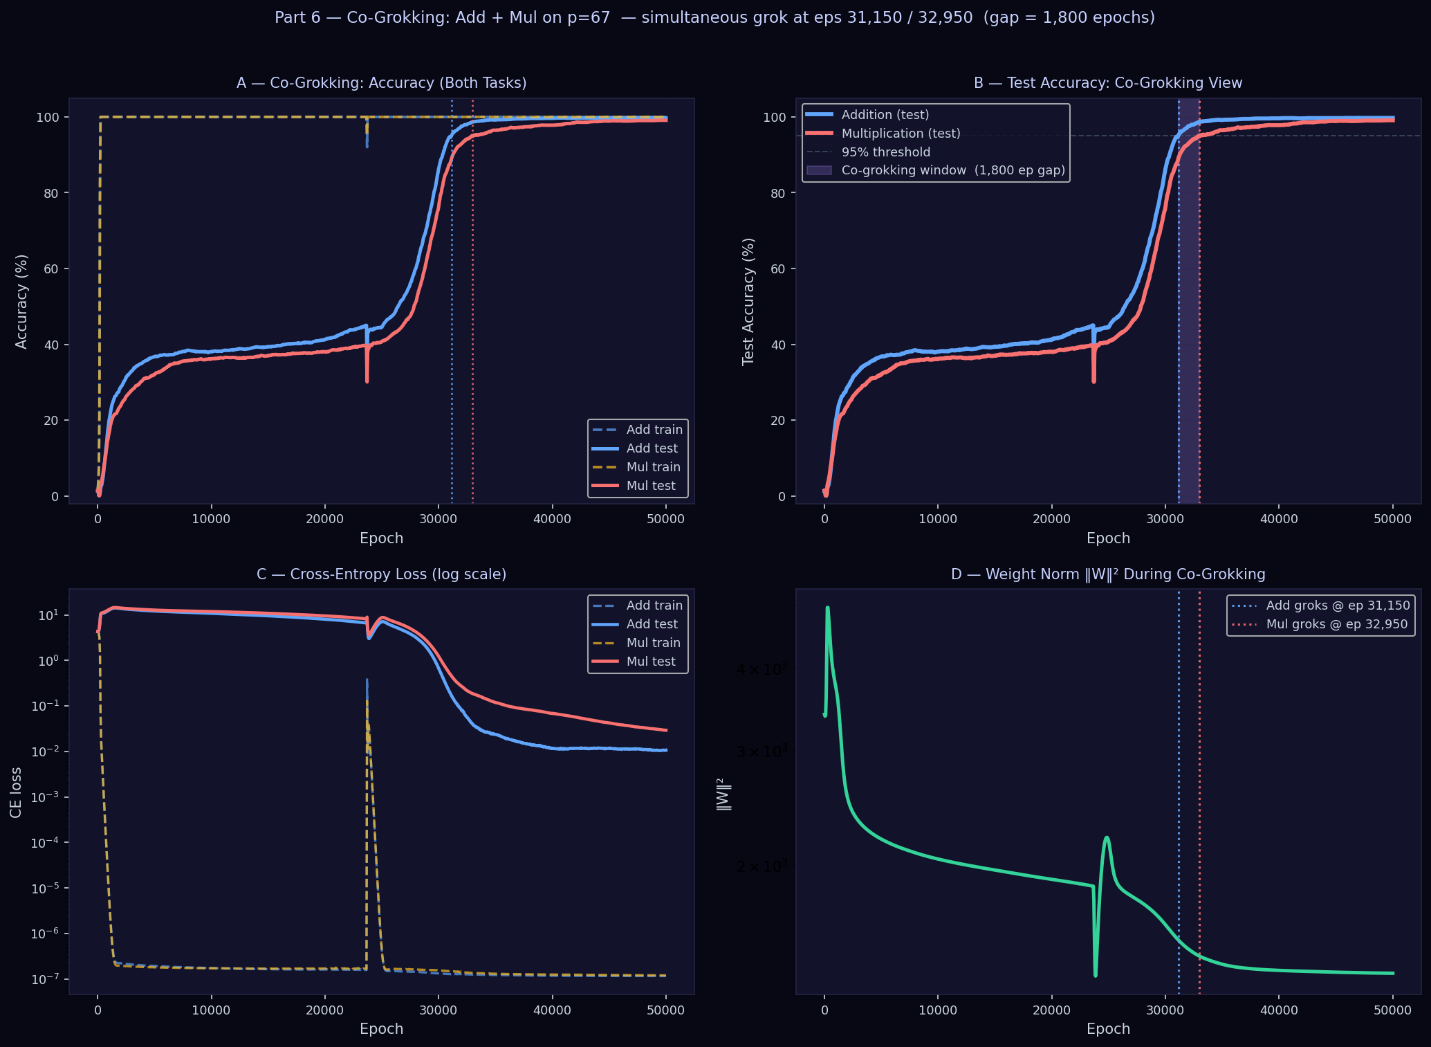 Part 6 — Co-Grokking: Add + Mul on p=67 — simultaneous grok at eps 31,150 / 32,950 (gap = 1,800 epochs)
A — Co-Grokking: Accuracy (Both Tasks)
Accuracy (%)
100
80
60
40
20
0
Add train
Add test
Mul train
Mul test
0 10000 20000 30000 40000 50000
Epoch
B — Test Accuracy: Co-Grokking View
Test Accuracy (%)
100
80
60
40
20
0
Addition (test)
Multiplication (test)
95% threshold
Co-grokking window (1,800 ep gap)
0 10000 20000 30000 40000 50000
Epoch
C — Cross-Entropy Loss (log scale)
CE loss
10¹
10⁰
10⁻¹
10⁻²
10⁻³
10⁻⁴
10⁻⁵
10⁻⁶
10⁻⁷
Add train
Add test
Mul train
Mul test
0 10000 20000 30000 40000 50000
Epoch
D — Weight Norm ‖W‖² During Co-Grokking
‖W‖²
Add groks @ ep 31,150
Mul groks @ ep 32,950
0 10000 20000 30000 40000 50000
Epoch